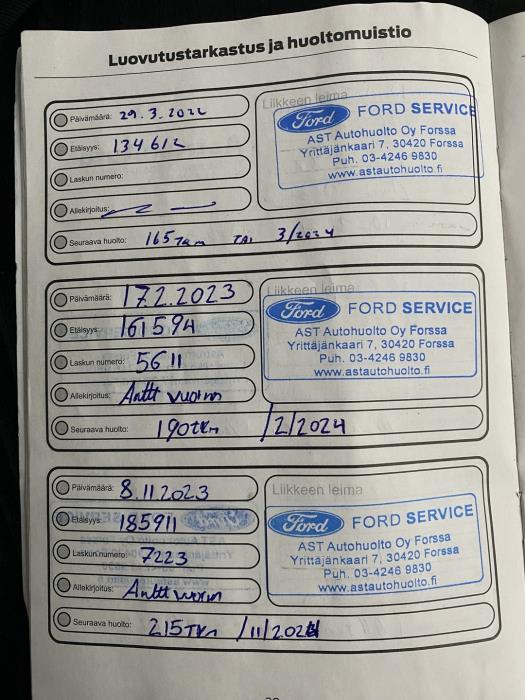 Luovutustarkastus ja huoltomuistio
Päivämäärä: 29.3.2022
Etäisyys: 134612
Laskun numero:
Allekirjoitus:
Seuraava huolto: 165Tkm TAI 3/2024
Liikkeen leima
Ford FORD SERVICE
AST Autohuolto Oy Forssa
Yrittäjänkaari 7, 30420 Forssa
Puh. 03-4246 9830
www.astautohuolto.fi
Päivämäärä: 17.2.2023
Etäisyys: 161594
Laskun numero: 5611
Allekirjoitus: Antti
Seuraava huolto: 190Tkm /2/2024
Liikkeen leima
Ford FORD SERVICE
AST Autohuolto Oy Forssa
Yrittäjänkaari 7, 30420 Forssa
Puh. 03-4246 9830
www.astautohuolto.fi
Päivämäärä: 8.11.2023
Etäisyys: 185911
Laskun numero: 7223
Allekirjoitus: Antti
Seuraava huolto: 215Tkm /11/2024
Liikkeen leima
Ford FORD SERVICE
AST Autohuolto Oy Forssa
Yrittäjänkaari 7, 30420 Forssa
Puh. 03-4246 9830
www.astautohuolto.fi